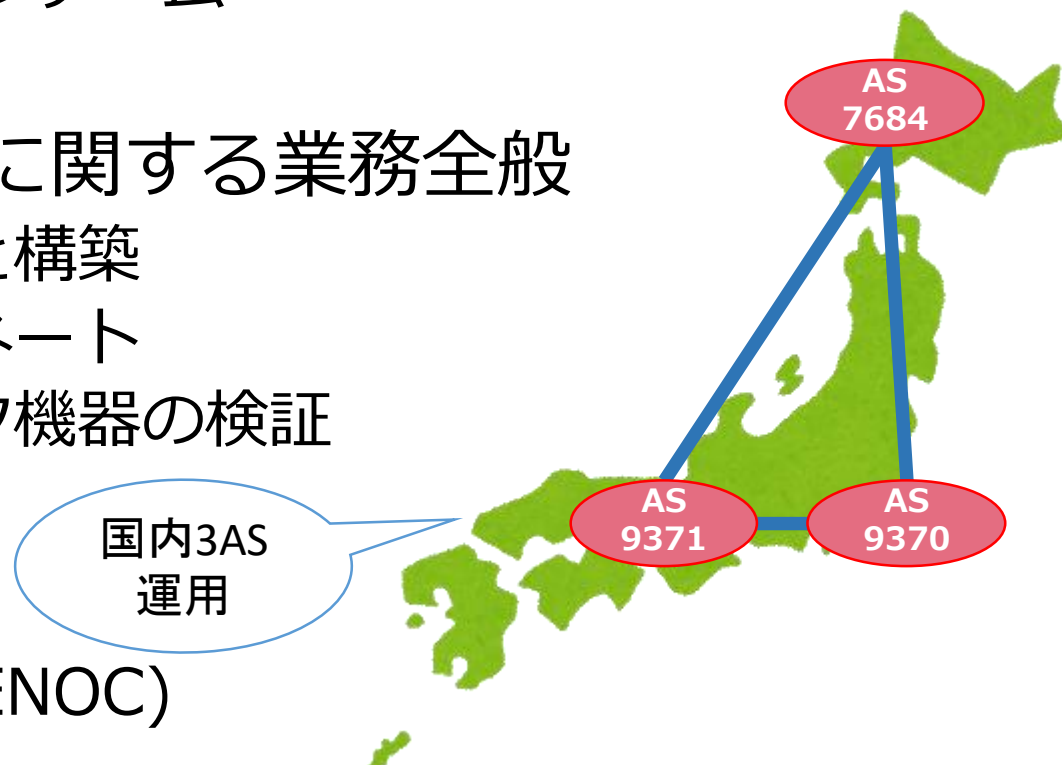 に関する業務全般
と構築
ネート
機器の検証
ENOC)
国内3AS
運用
AS
7684
AS
9371
AS
9370